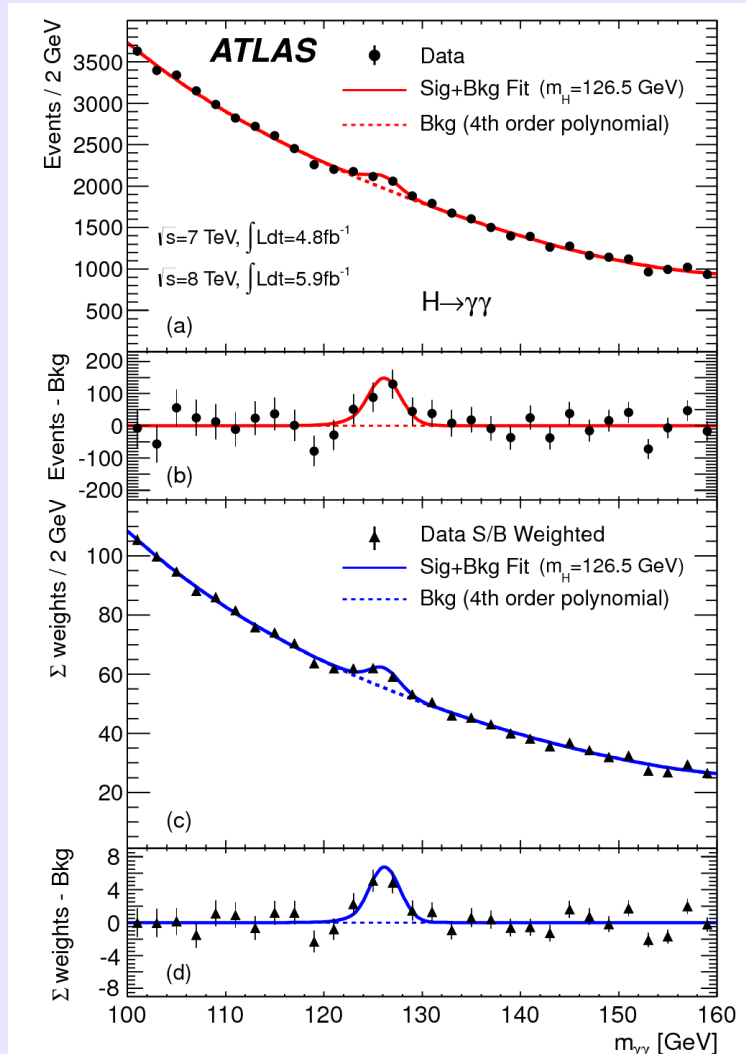 ATLAS
Data
Sig+Bkg Fit (m_H=126.5 GeV)
Bkg (4th order polynomial)
Events / 2 GeV
3500
3000
2500
2000
1500
1000
500
√s=7 TeV, ∫Ldt=4.8fb⁻¹
√s=8 TeV, ∫Ldt=5.9fb⁻¹
H→γγ
(a)
Events - Bkg
200
100
0
-100
-200
(b)
Σ weights / 2 GeV
100
80
60
40
20
Data S/B Weighted
Sig+Bkg Fit (m_H=126.5 GeV)
Bkg (4th order polynomial)
(c)
Σ weights - Bkg
8
4
0
-4
-8
(d)
100 110 120 130 140 150 160
m_γγ [GeV]